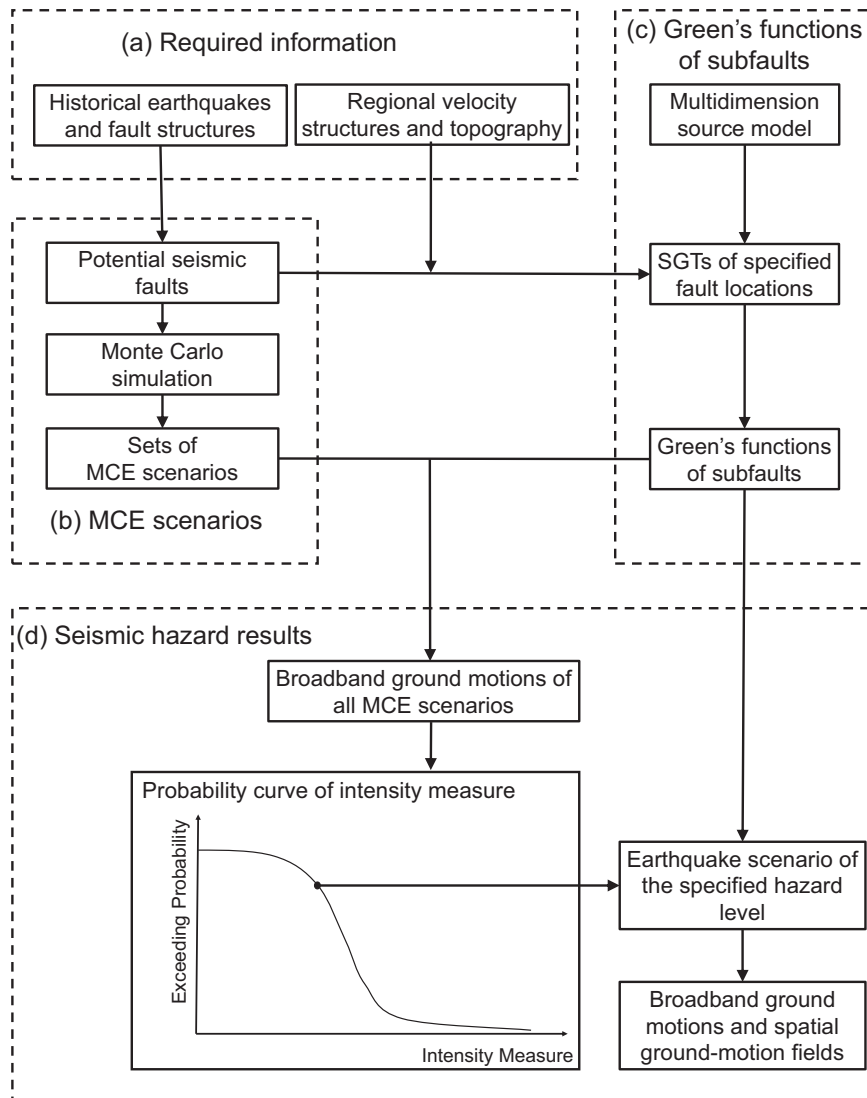 (a) Required information
Historical earthquakes
and fault structures
Regional velocity
structures and topography
(c) Green’s functions
of subfaults
Multidimension
source model
Potential seismic
faults
SGTs of specified
fault locations
Monte Carlo
simulation
Sets of
MCE scenarios
Green’s functions
of subfaults
(b) MCE scenarios
(d) Seismic hazard results
Broadband ground motions of
all MCE scenarios
Probability curve of intensity measure
Exceeding Probability
Intensity Measure
Earthquake scenario of
the specified hazard
level
Broadband ground
motions and spatial
ground-motion fields